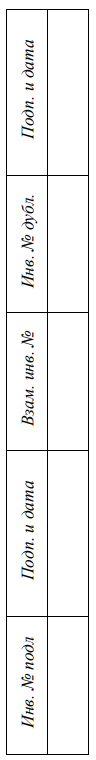 Подп. и дата
Инв. № дубл.
Взам. инв. №
Подп. и дата
Инв. № подл